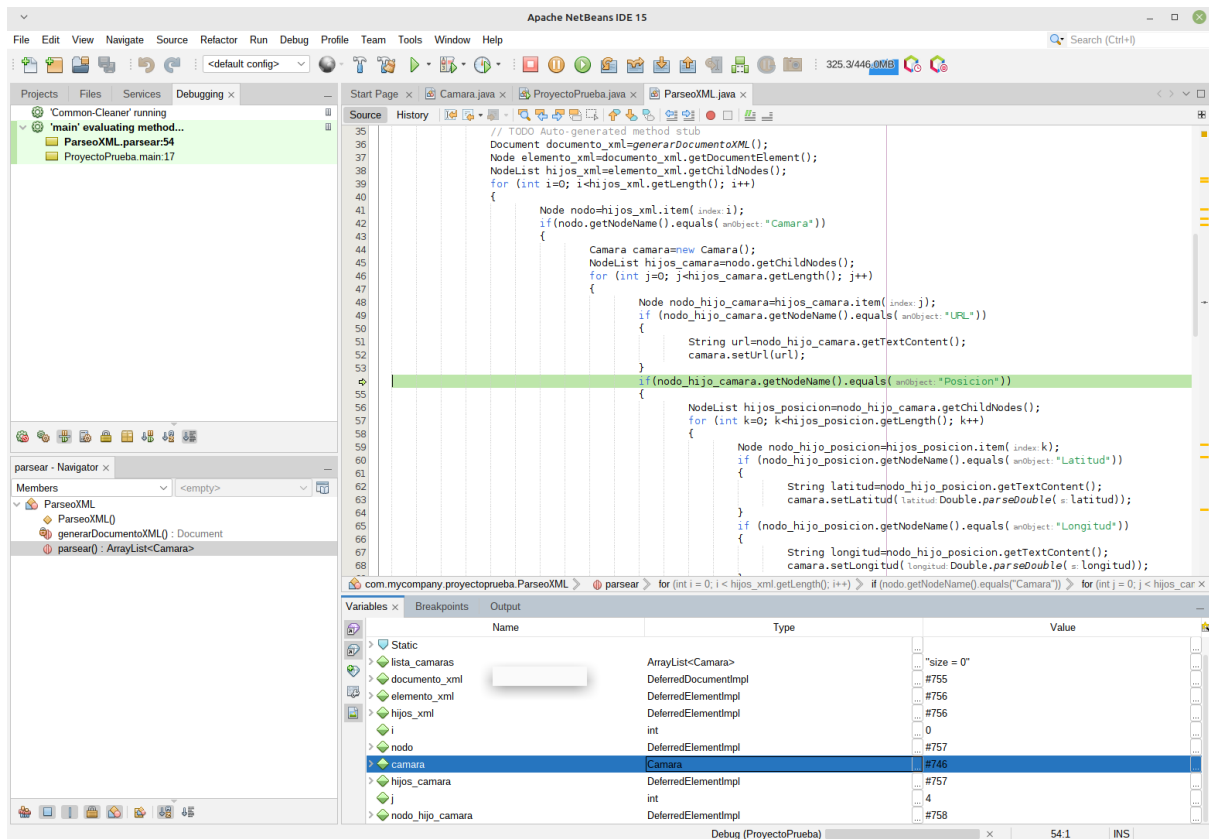 Apache NetBeans IDE 15
File Edit View Navigate Source Refactor Run Debug Profile Team Tools Window Help
Search (Ctrl+I)
<default config>
325.3/446.0MB
Projects Files Services Debugging
'Common-Cleaner' running
'main' evaluating method...
ParseoXML.parsear:54
ProyectoPrueba.main:17
Start Page Camara.java ProyectoPrueba.java ParseoXML.java
Source History
35 // TODO Auto-generated method stub
36 Document documento_xml=generarDocumentoXML();
37 Node elemento_xml=documento_xml.getDocumentElement();
38 NodeList hijos_xml=elemento_xml.getChildNodes();
39 for (int i=0; i<hijos_xml.getLength(); i++)
40 {
41 Node nodo=hijos_xml.item( index: i);
42 if(nodo.getNodeName().equals( anObject: "Camara"))
43 {
44 Camara camara=new Camara();
45 NodeList hijos_camara=nodo.getChildNodes();
46 for (int j=0; j<hijos_camara.getLength(); j++)
47 {
48 Node nodo_hijo_camara=hijos_camara.item( index: j);
49 if (nodo_hijo_camara.getNodeName().equals( anObject: "URL"))
50 {
51 String url=nodo_hijo_camara.getTextContent();
52 camara.setUrl(url);
53 }
if(nodo_hijo_camara.getNodeName().equals( anObject: "Posicion"))
55 {
56 NodeList hijos_posicion=nodo_hijo_camara.getChildNodes();
57 for (int k=0; k<hijos_posicion.getLength(); k++)
58 {
59 Node nodo_hijo_posicion=hijos_posicion.item( index: k);
60 if (nodo_hijo_posicion.getNodeName().equals( anObject: "Latitud"))
61 {
62 String latitud=nodo_hijo_posicion.getTextContent();
63 camara.setLatitud( latitud: Double.parseDouble( s: latitud));
64 }
65 if (nodo_hijo_posicion.getNodeName().equals( anObject: "Longitud"))
66 {
67 String longitud=nodo_hijo_posicion.getTextContent();
68 camara.setLongitud( longitud: Double.parseDouble( s: longitud));
com.mycompany.proyectoprueba.ParseoXML parsear for (int i = 0; i < hijos_xml.getLength(); i++) if (nodo.getNodeName().equals("Camara")) for (int j = 0; j < hijos_car
parsear - Navigator
Members <empty>
ParseoXML
ParseoXML()
generarDocumentoXML() : Document
parsear() : ArrayList<Camara>
Variables Breakpoints Output
Name Type Value
Static
lista_camaras ArrayList<Camara> "size = 0"
documento_xml DeferredDocumentImpl #755
elemento_xml DeferredElementImpl #756
hijos_xml DeferredElementImpl #756
i int 0
nodo DeferredElementImpl #757
camara Camara #746
hijos_camara DeferredElementImpl #757
j int 4
nodo_hijo_camara DeferredElementImpl #758
Debug (ProyectoPrueba) 54:1 INS